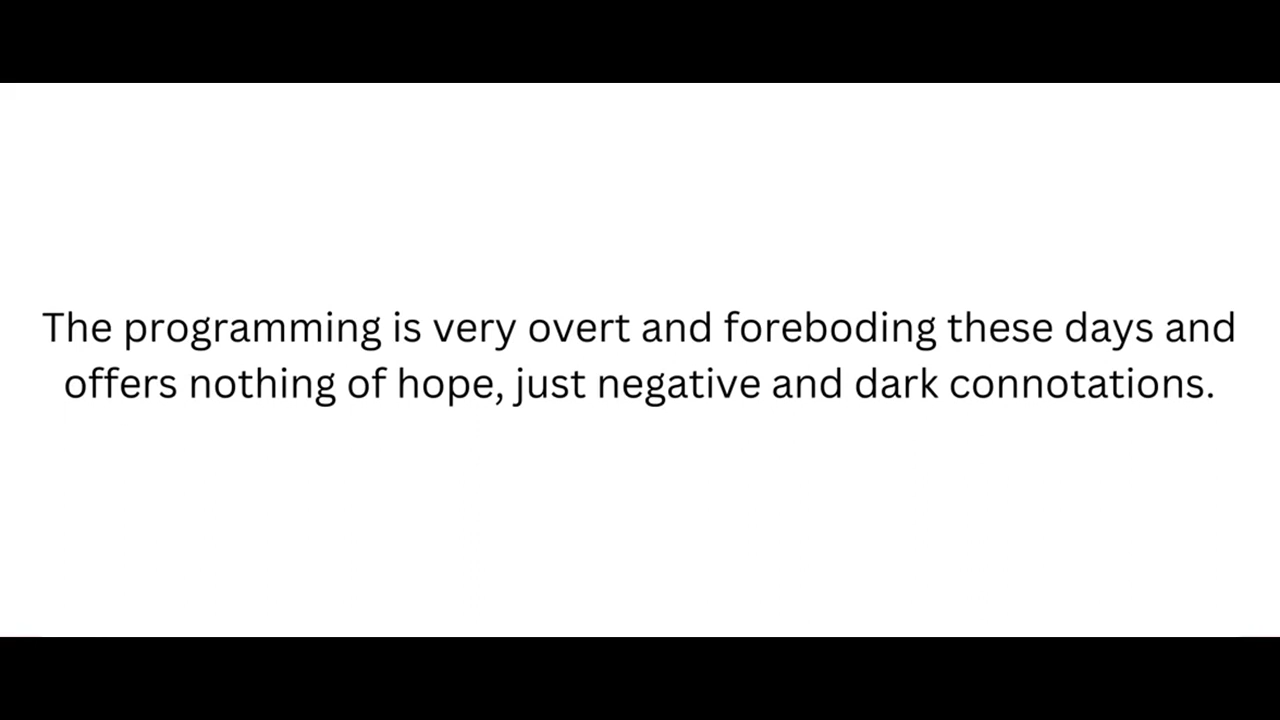 The programming is very overt and foreboding these days and
offers nothing of hope, just negative and dark connotations.